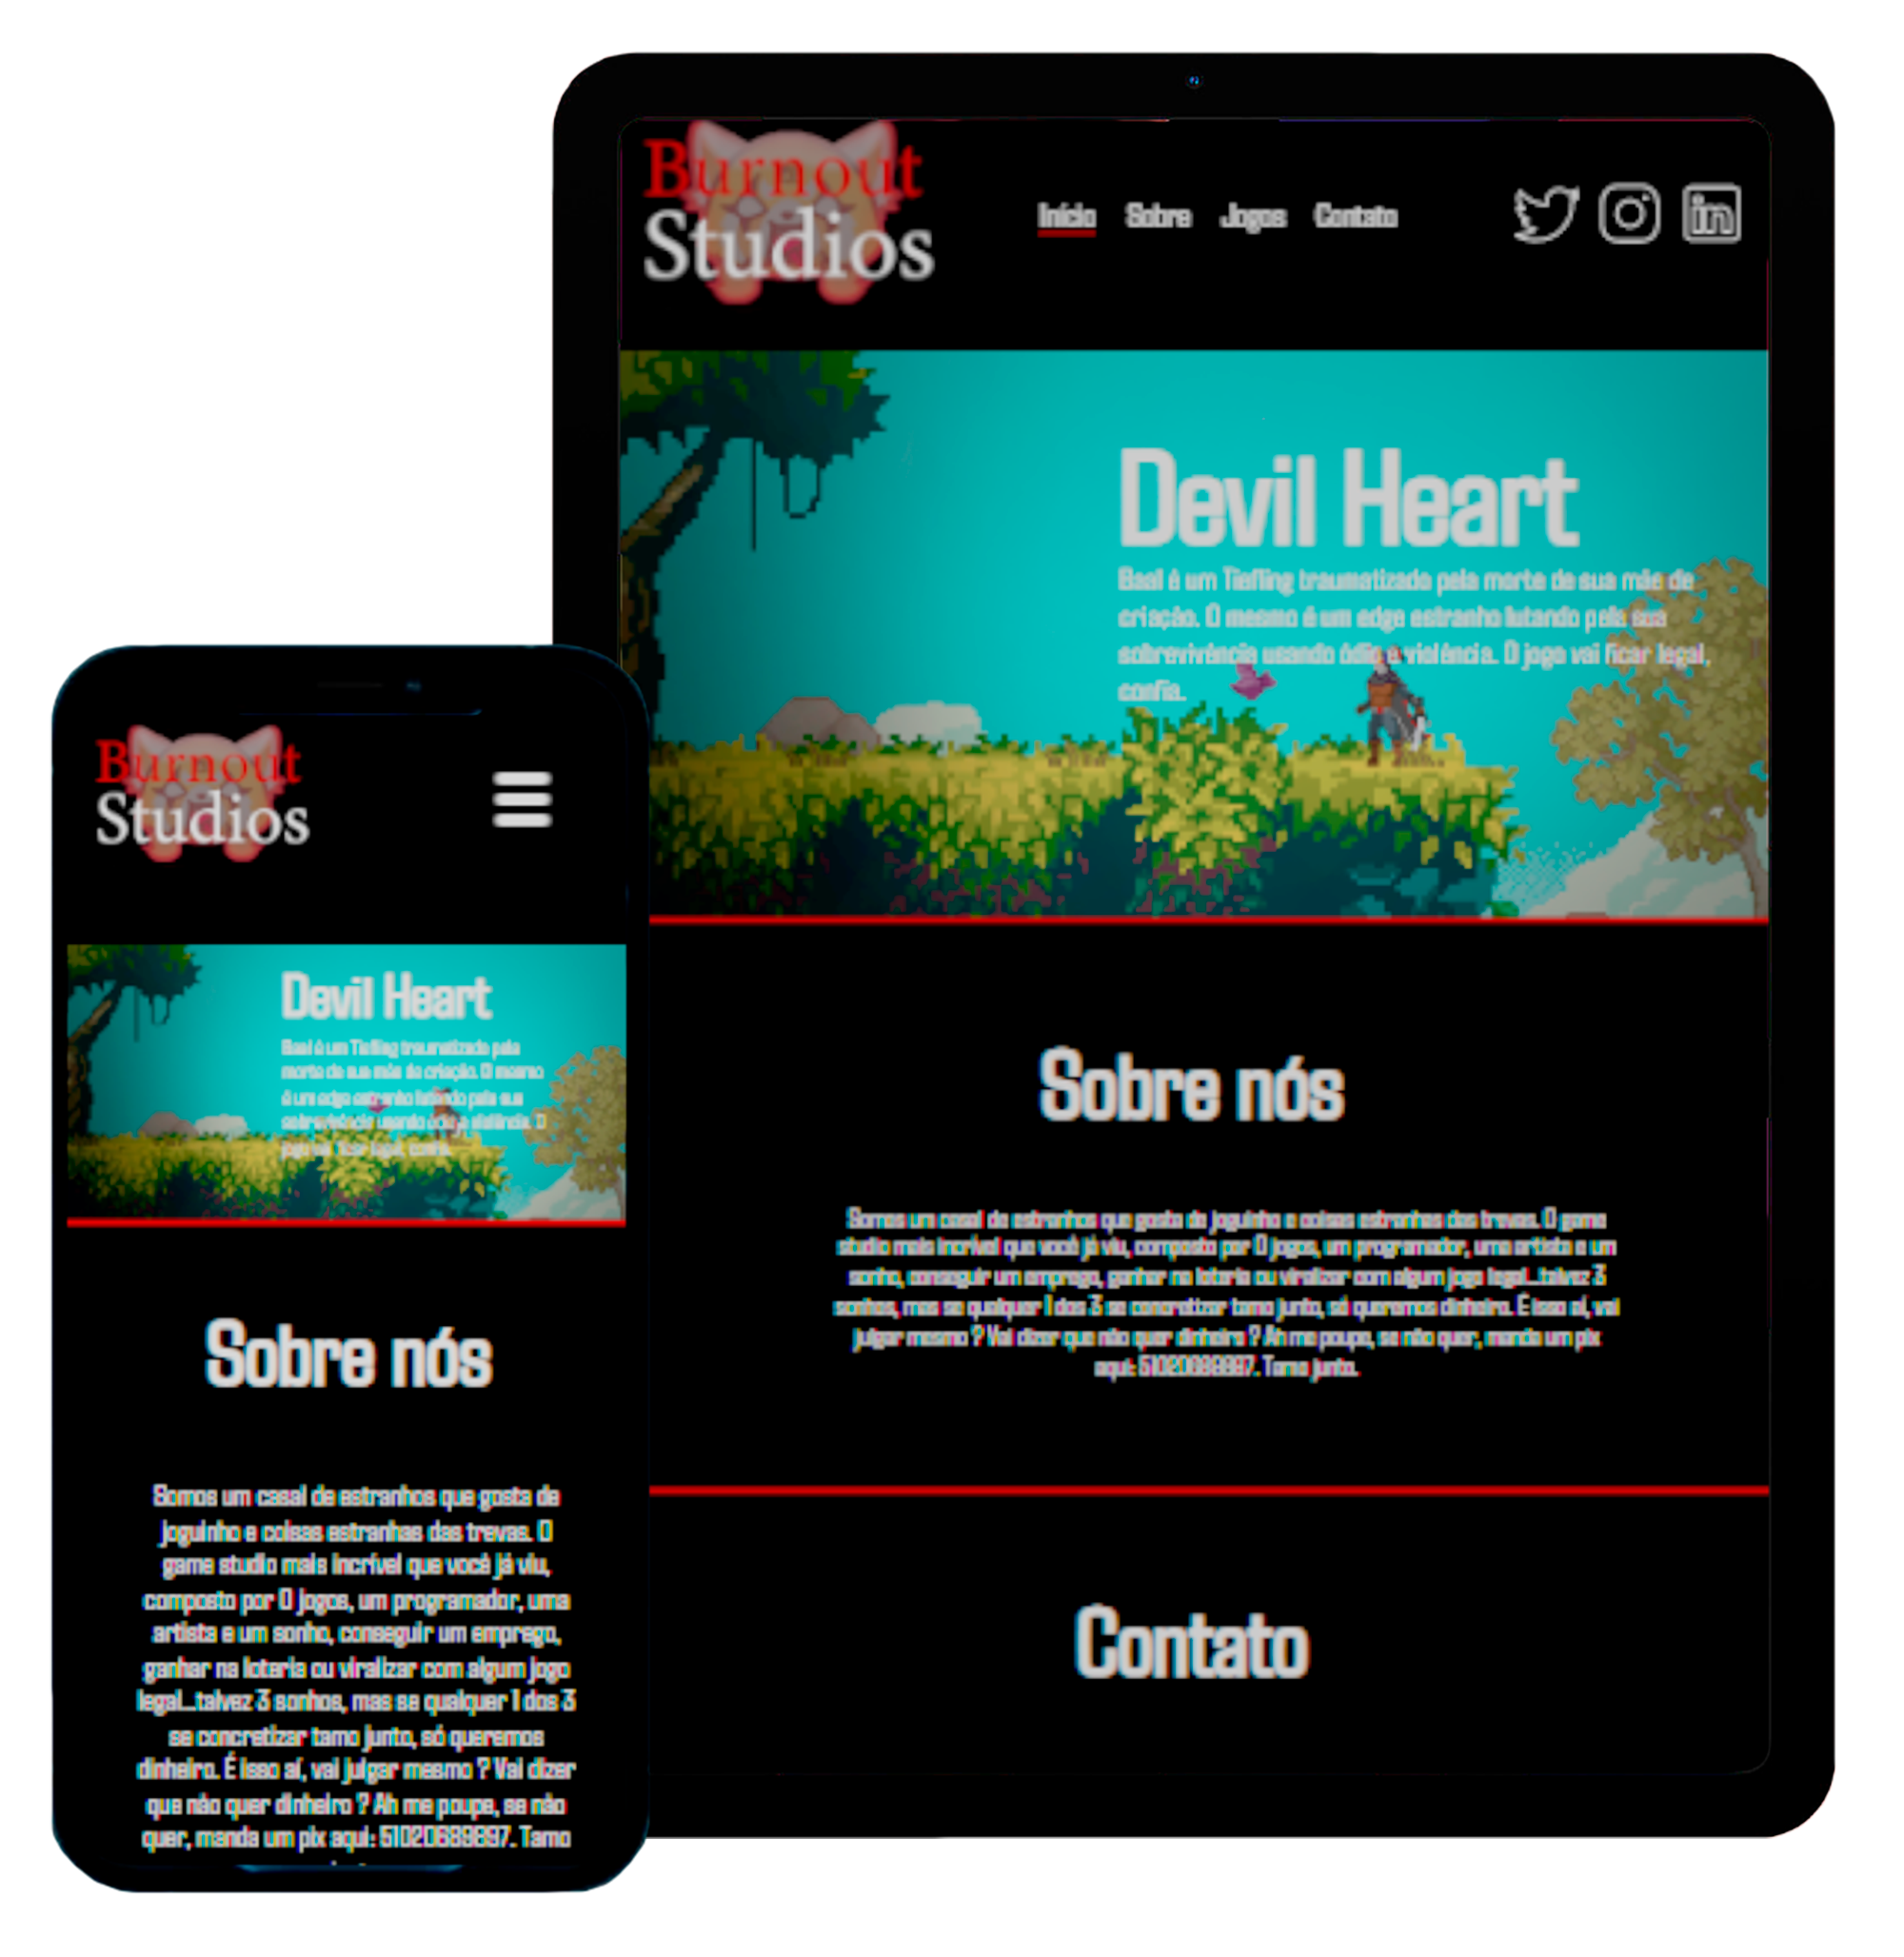 Burnout
Studios
Início Sobre Jogos Contato
in
Devil Heart
Baal é um Tiefling traumatizado pela morte de sua mãe de
criação. O mesmo é um edge estranho lutando pela sua
sobrevivência usando ódio e violência. O jogo vai ficar legal,
confia.
Sobre nós
Somos um casal de estranhos que gosta de joguinho e coisas estranhas das trevas. O game
studio mais incrível que você já viu, composto por 0 jogos, um programador, uma artista e um
sonho, conseguir um emprego, ganhar na loteria ou viralizar com algum jogo legal...talvez 3
sonhos, mas se qualquer 1 dos 3 se concretizar tamo junto, só queremos dinheiro. É isso aí, vai
julgar mesmo ? Vai dizer que não quer dinheiro ? Ah me poupe, se não quer, manda um pix
aqui: Tamo junto.
Contato
Burnout
Studios
Devil Heart
Baal é um Tiefling traumatizado pela
morte de sua mãe de criação. O mesmo
é um edge estranho lutando pela sua
sobrevivência usando ódio e violência. O
jogo vai ficar legal, confia.
Sobre nós
Somos um casal de estranhos que gosta de
joguinho e coisas estranhas das trevas. O
game studio mais incrível que você já viu,
composto por 0 jogos, um programador, uma
artista e um sonho, conseguir um emprego,
ganhar na loteria ou viralizar com algum jogo
legal...talvez 3 sonhos, mas se qualquer 1 dos 3
se concretizar tamo junto, só queremos
dinheiro. É isso aí, vai julgar mesmo ? Vai dizer
que não quer dinheiro ? Ah me poupe, se não
quer, manda um pix aqui: Tamo